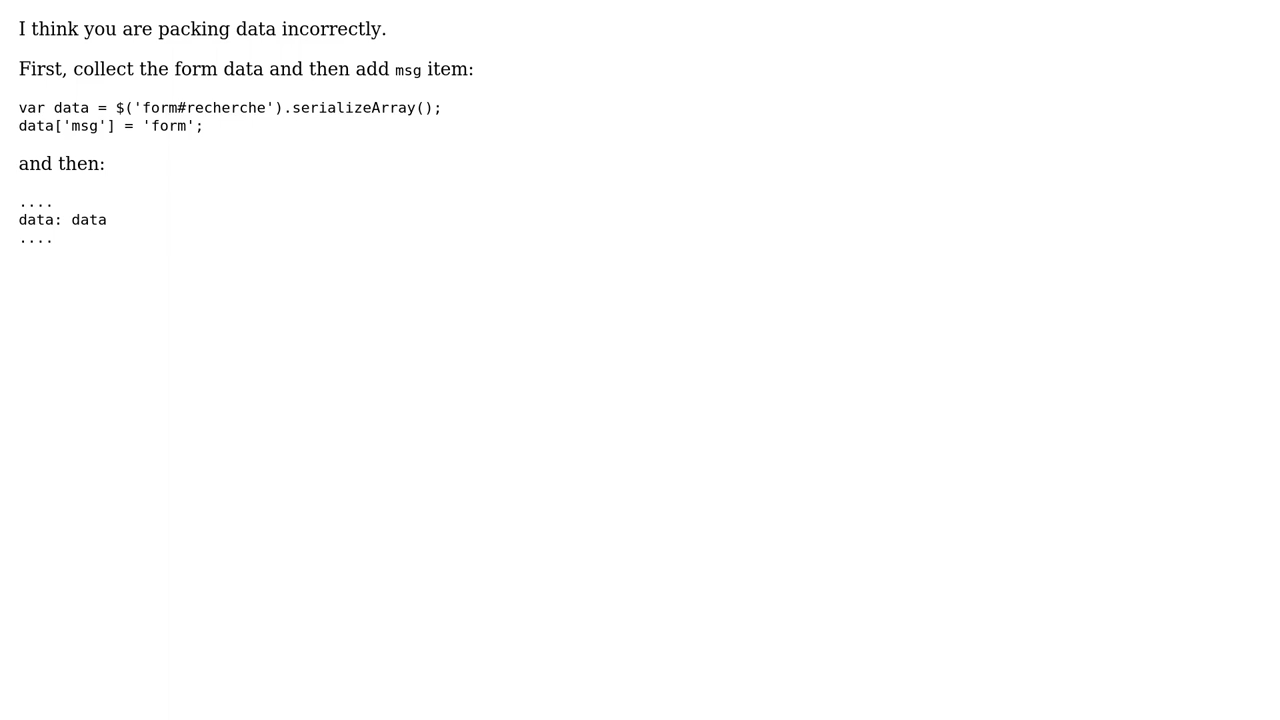 I think you are packing data incorrectly.
First, collect the form data and then add msg item:
var data = $('form#recherche').serializeArray();
data['msg'] = 'form';
and then:
....
data: data
....